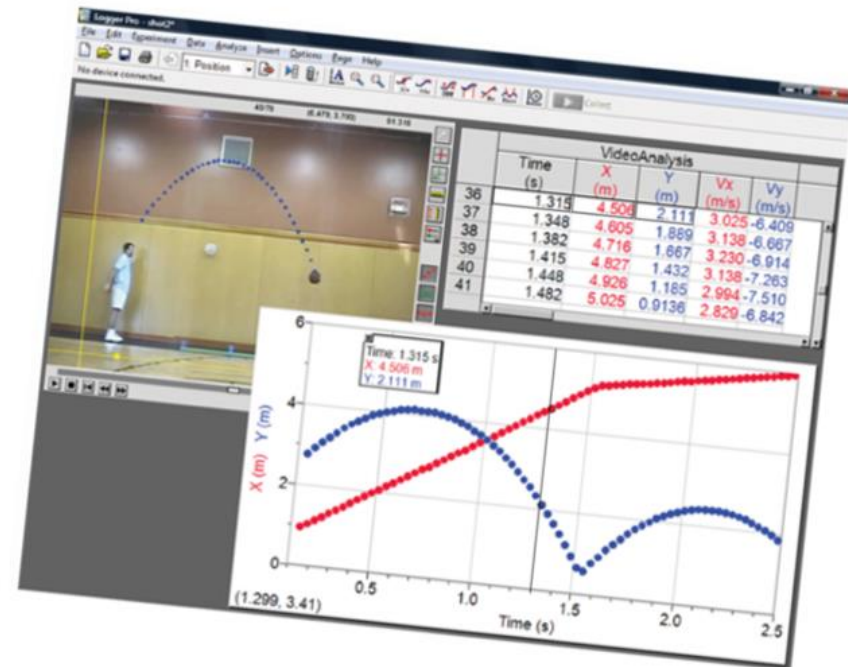 Logger Pro - shot2*
File Edit Experiment Data Analyze Insert Options Page Help
1: Position
No device connected.
VideoAnalysis
Time (s) X (m) Y (m) Vx (m/s) Vy (m/s)
36 1.315 4.506 2.111 3.025 -6.409
37 1.348 4.605 1.889 3.138 -6.667
38 1.382 4.716 1.667 3.230 -6.914
39 1.415 4.827 1.432 3.138 -7.263
40 1.448 4.926 1.185 2.994 -7.510
41 1.482 5.025 0.9136 2.829 -6.842
Time: 1.315 s
X: 4.506 m
Y: 2.111 m
X (m) Y (m)
6
4
2
0
0.5 1.0 1.5 2.0 2.5
(1.299, 3.41)
Time (s)